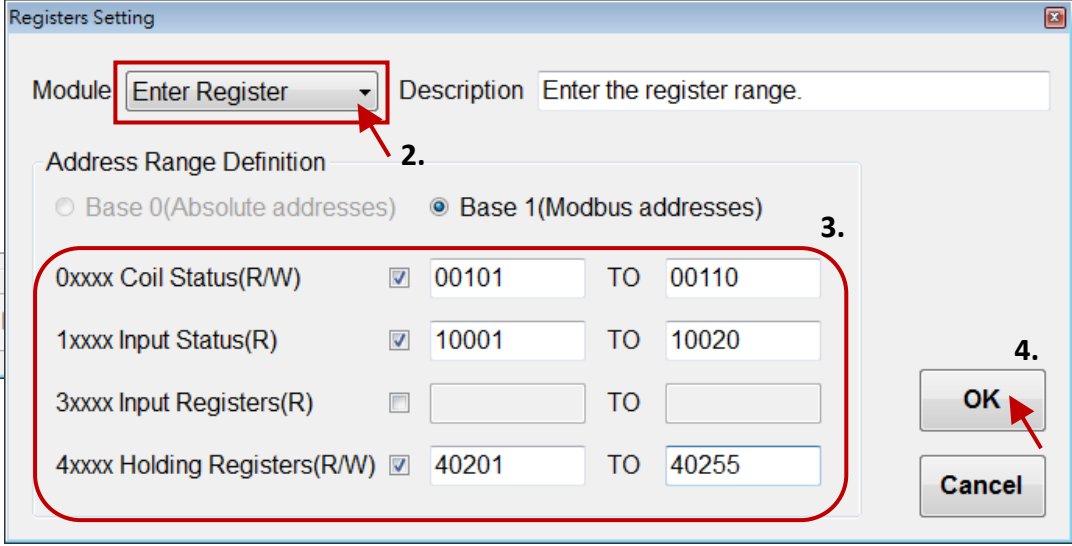 Registers Setting
Module Enter Register Description Enter the register range.
2.
Address Range Definition
Base 0(Absolute addresses) Base 1(Modbus addresses)
3.
0xxxx Coil Status(R/W) 00101 TO 00110
1xxxx Input Status(R) 10001 TO 10020
4.
3xxxx Input Registers(R) TO
OK
4xxxx Holding Registers(R/W) 40201 TO 40255
Cancel